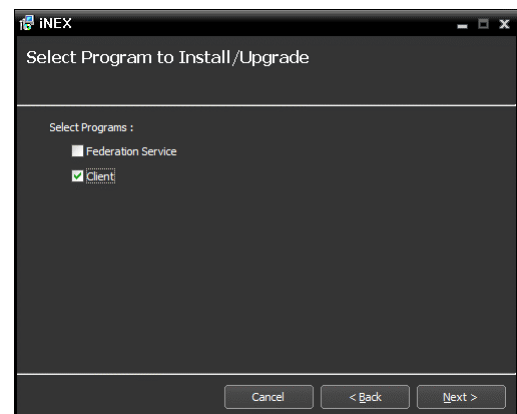 iNEX
Select Program to Install/Upgrade
Select Programs :
Federation Service
Client
Cancel
< Back
Next >